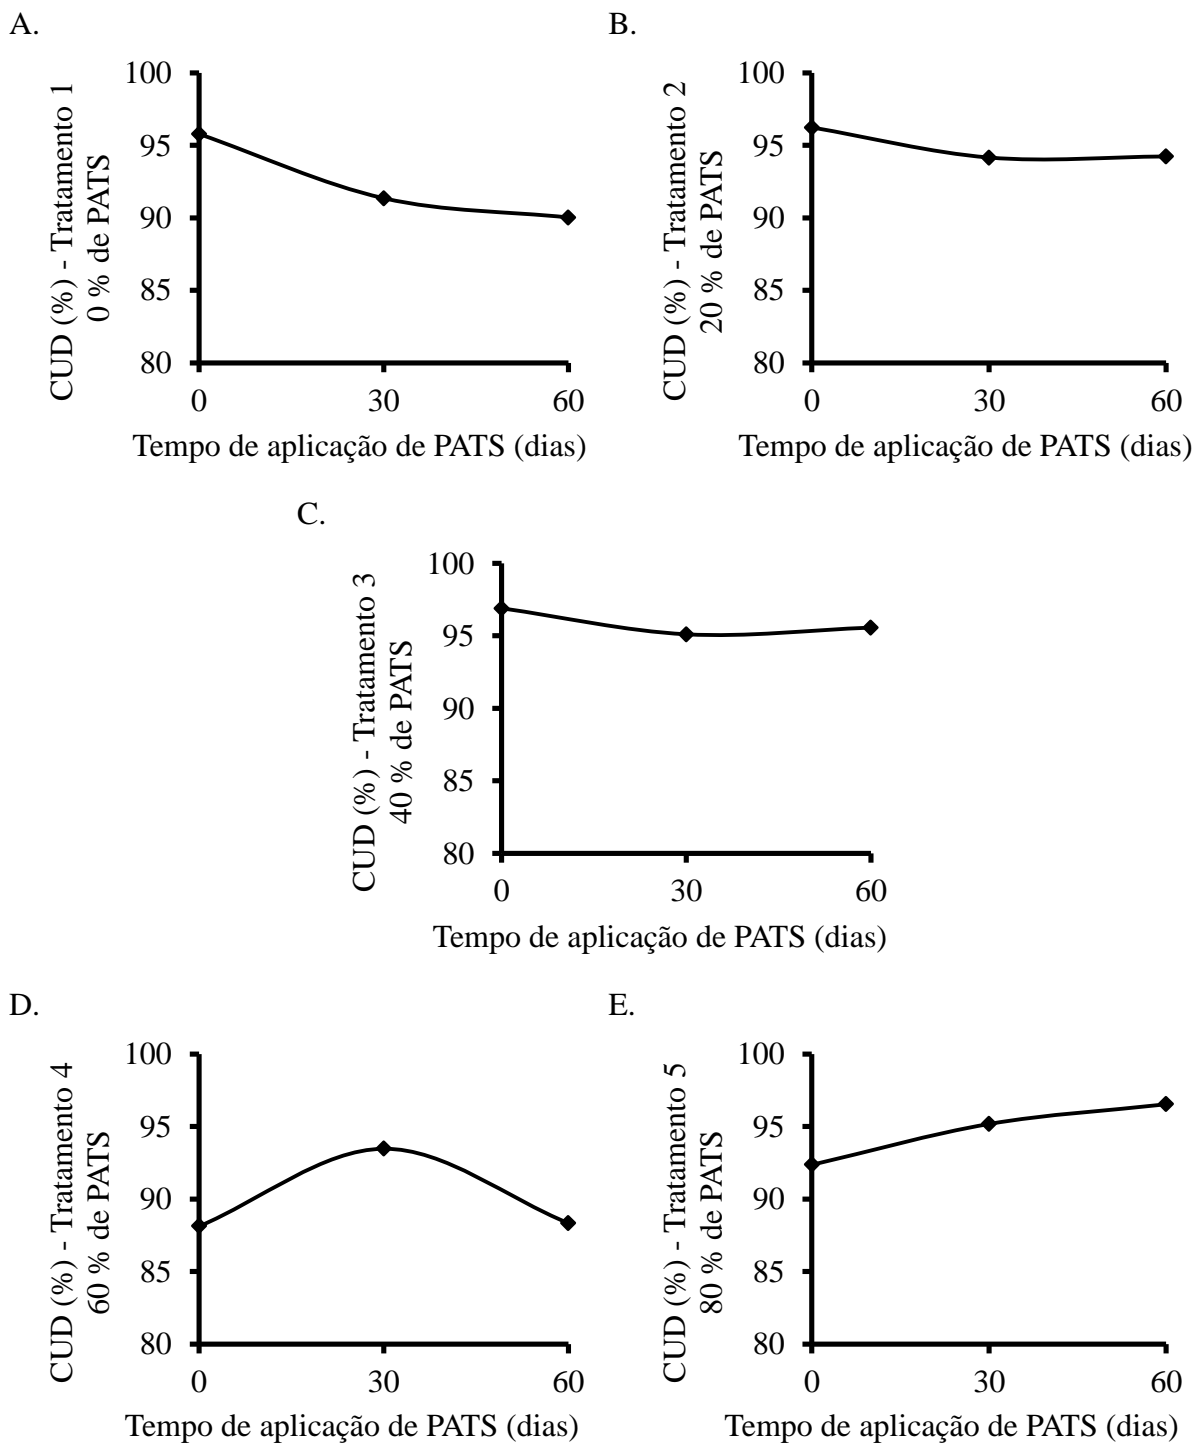 A.
CUD (%) - Tratamento 1
0 % de PATS
100
95
90
85
80
0 30 60
Tempo de aplicação de PATS (dias)
B.
CUD (%) - Tratamento 2
20 % de PATS
100
95
90
85
80
0 30 60
Tempo de aplicação de PATS (dias)
C.
CUD (%) - Tratamento 3
40 % de PATS
100
95
90
85
80
0 30 60
Tempo de aplicação de PATS (dias)
D.
CUD (%) - Tratamento 4
60 % de PATS
100
95
90
85
80
0 30 60
Tempo de aplicação de PATS (dias)
E.
CUD (%) - Tratamento 5
80 % de PATS
100
95
90
85
80
0 30 60
Tempo de aplicação de PATS (dias)